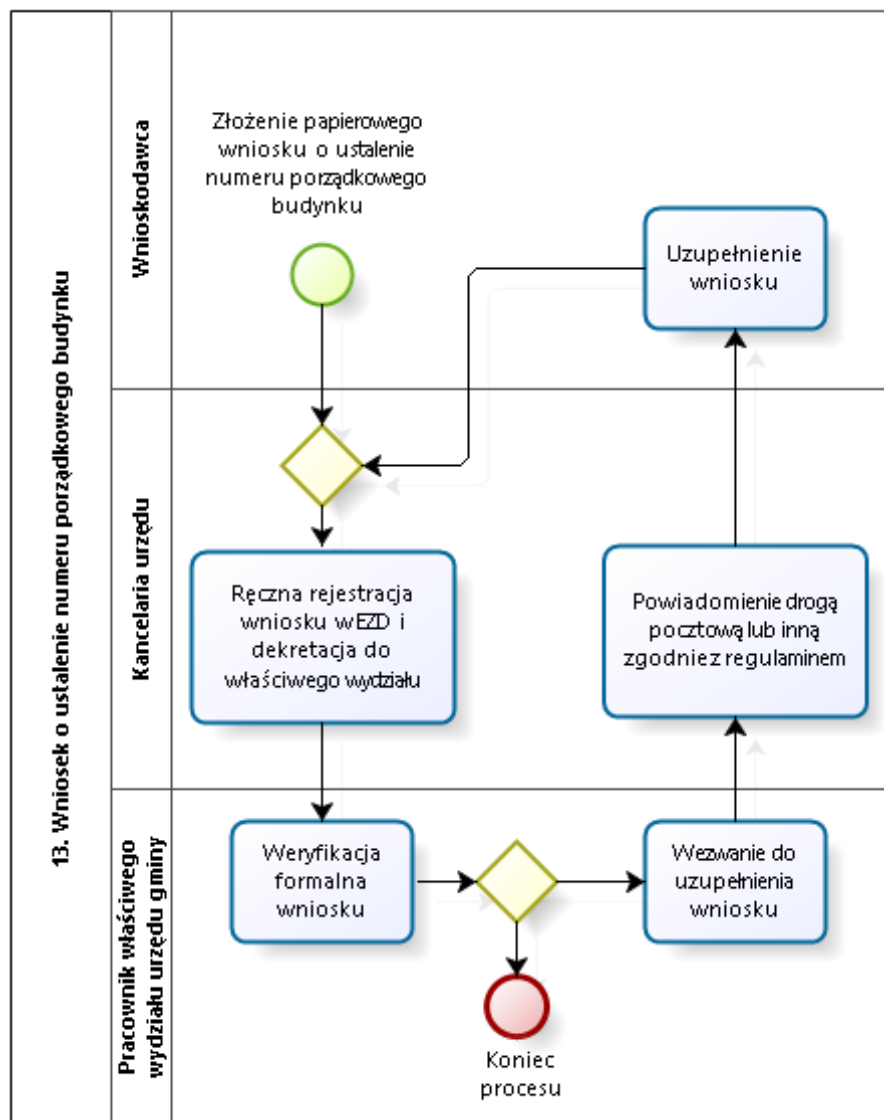 13. Wniosek o ustalenie numeru porządkowego budynku
Wnioskodawca
Złożenie papierowego
wniosku o ustalenie
numeru porządkowego
budynku
Uzupełnienie
wniosku
Kancelaria urzędu
Ręczna rejestracja
wniosku w EZD i
dekretacja do
właściwego wydziału
Powiadomienie drogą
pocztową lub inną
zgodnie z regulaminem
Pracownik właściwego
wydziału urzędu gminy
Weryfikacja
formalna
wniosku
Wezwanie do
uzupełnienia
wniosku
Koniec
procesu